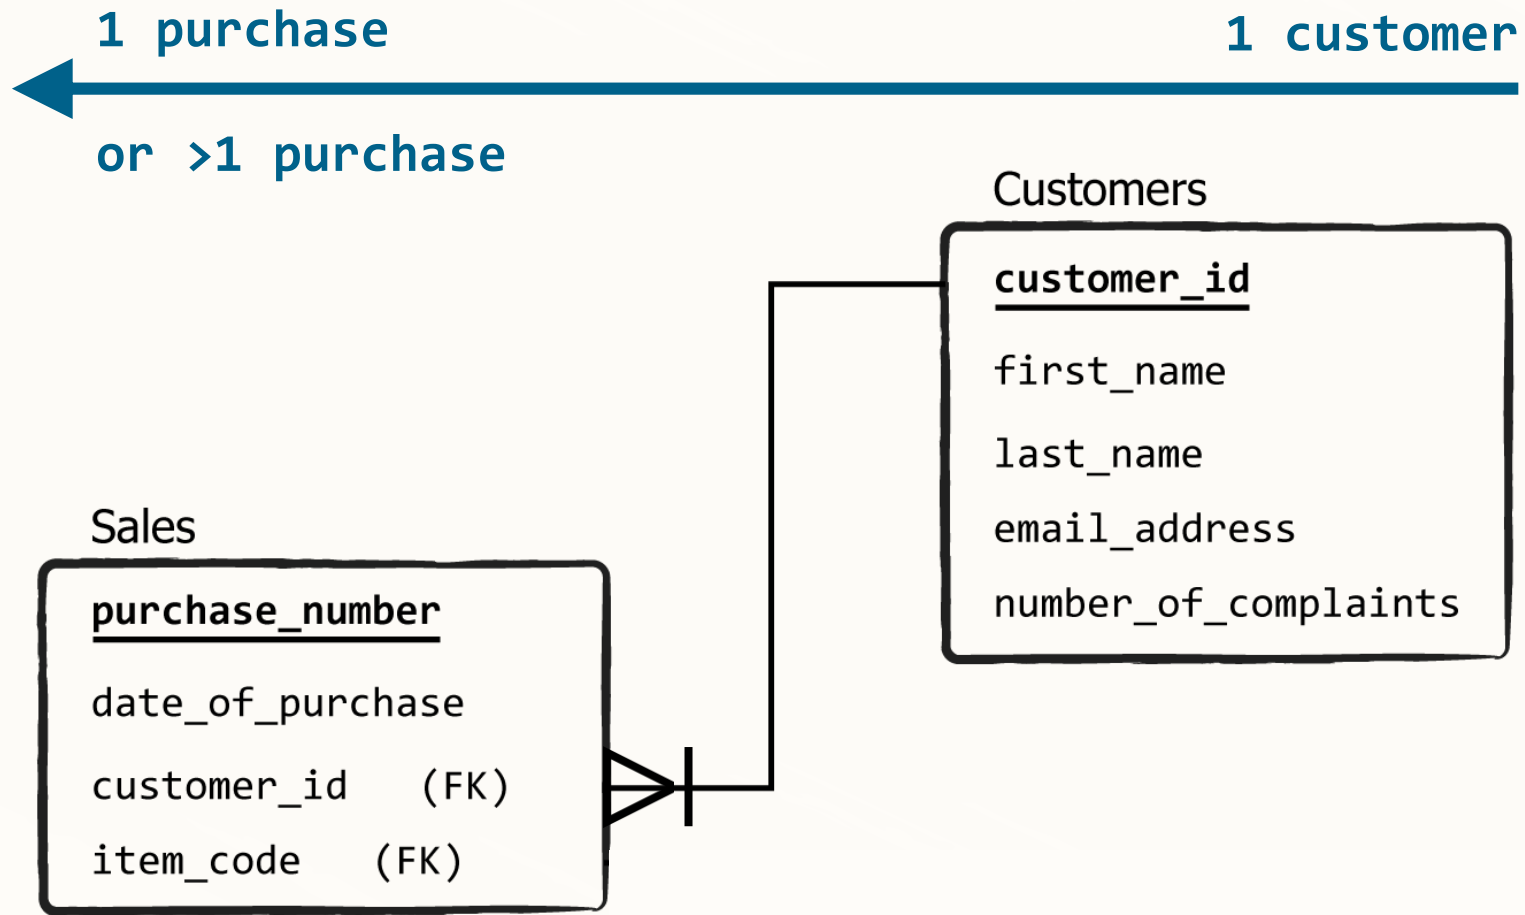 1 purchase
1 customer
or >1 purchase
Customers
customer_id
first_name
last_name
email_address
number_of_complaints
Sales
purchase_number
date_of_purchase
customer_id (FK)
item_code (FK)